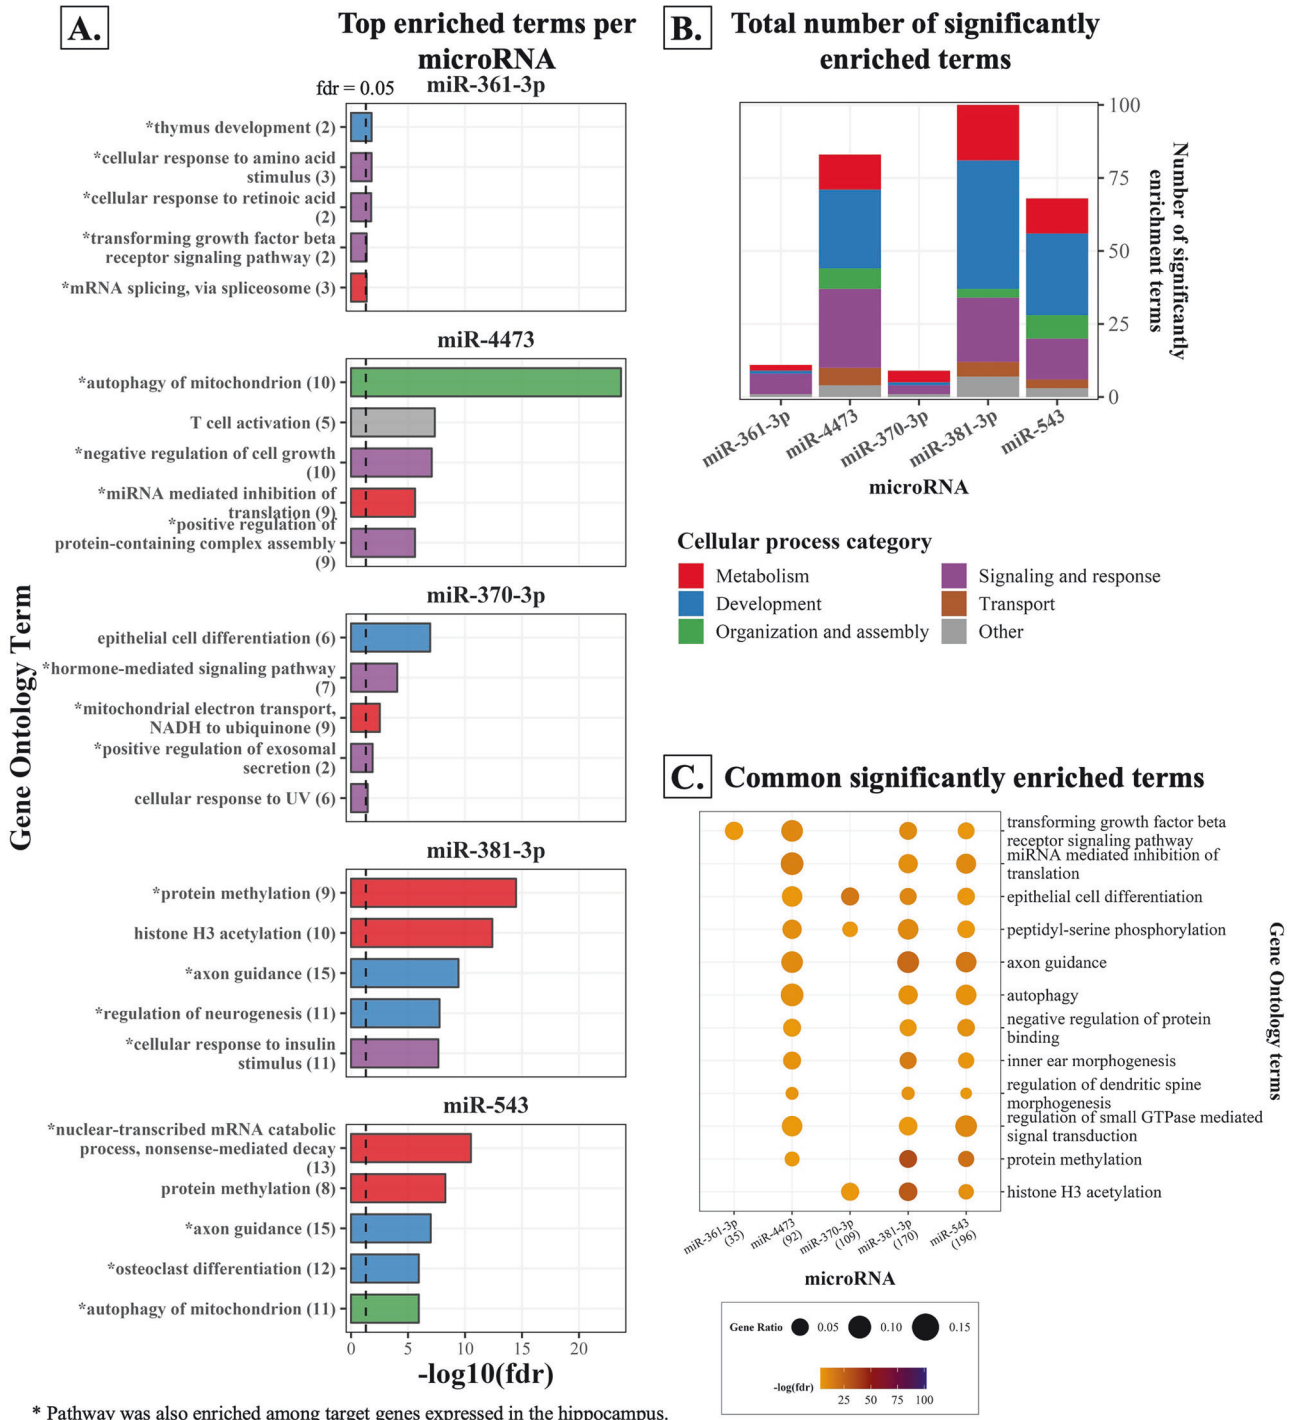 A.
Top enriched terms per
microRNA
fdr = 0.05
miR-361-3p
*thymus development (2)
*cellular response to amino acid
stimulus (3)
*cellular response to retinoic acid
(2)
*transforming growth factor beta
receptor signaling pathway (2)
*mRNA splicing, via spliceosome (3)
miR-4473
*autophagy of mitochondrion (10)
T cell activation (5)
*negative regulation of cell growth
(10)
*miRNA mediated inhibition of
translation (9)
*positive regulation of
protein-containing complex assembly
(9)
miR-370-3p
epithelial cell differentiation (6)
*hormone-mediated signaling pathway
(7)
*mitochondrial electron transport,
NADH to ubiquinone (9)
*positive regulation of exosomal
secretion (2)
cellular response to UV (6)
miR-381-3p
*protein methylation (9)
histone H3 acetylation (10)
*axon guidance (15)
*regulation of neurogenesis (11)
*cellular response to insulin
stimulus (11)
miR-543
*nuclear-transcribed mRNA catabolic
process, nonsense-mediated decay
(13)
protein methylation (8)
*axon guidance (15)
*osteoclast differentiation (12)
*autophagy of mitochondrion (11)
0 5 10 15 20
-log10(fdr)
Gene Ontology Term
* Pathway was also enriched among target genes expressed in the hippocampus.
B.
Total number of significantly
enriched terms
100
75
50
25
0
Number of significantly
enrichment terms
miR-361-3p
miR-4473
miR-370-3p
miR-381-3p
miR-543
microRNA
Cellular process category
Metabolism
Development
Organization and assembly
Signaling and response
Transport
Other
C.
Common significantly enriched terms
transforming growth factor beta
receptor signaling pathway
miRNA mediated inhibition of
translation
epithelial cell differentiation
peptidyl-serine phosphorylation
axon guidance
autophagy
negative regulation of protein
binding
inner ear morphogenesis
regulation of dendritic spine
morphogenesis
regulation of small GTPase mediated
signal transduction
protein methylation
histone H3 acetylation
Gene Ontology terms
miR-361-3p
(35)
miR-4473
(92)
miR-370-3p
(109)
miR-381-3p
(170)
miR-543
(196)
microRNA
Gene Ratio 0.05 0.10 0.15
-log(fdr)
25 50 75 100